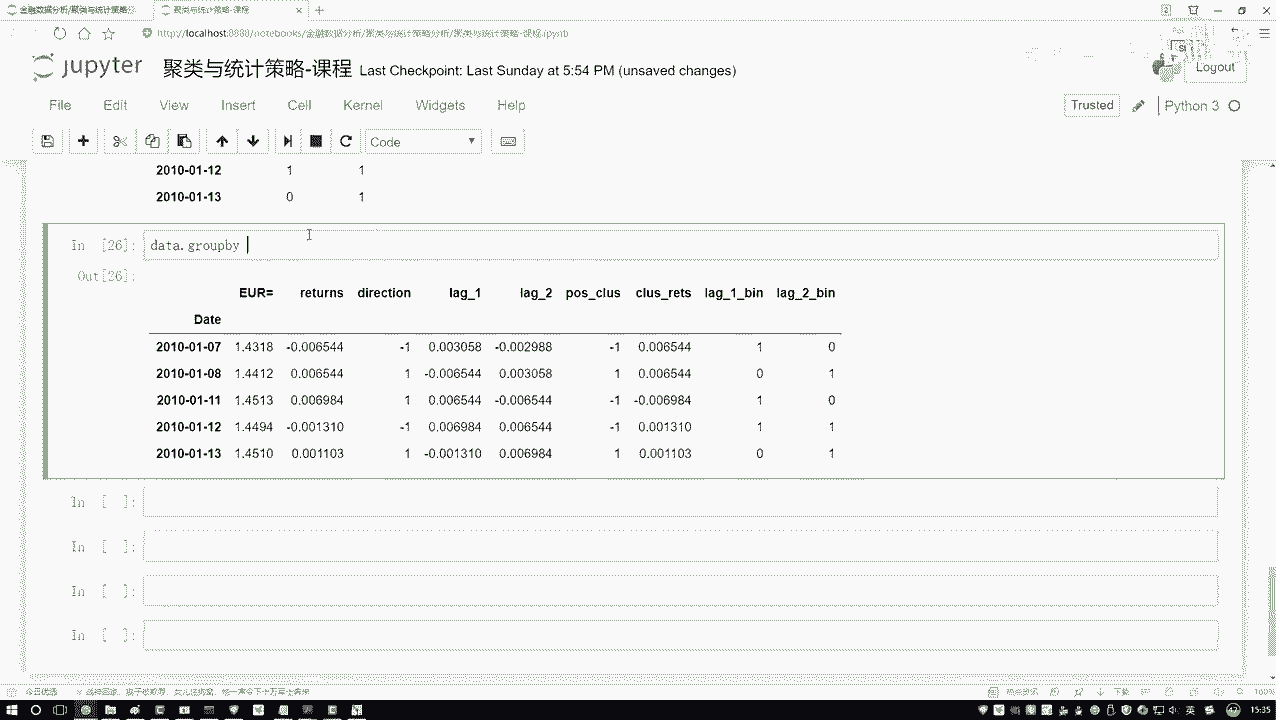 金融数据分析/聚类与统计策略分
聚类与统计策略-课程
http://localhost:8888/notebooks/金融数据分析/聚类与统计策略分析/聚类与统计策略-课程.ipynb
jupyter 聚类与统计策略-课程 Last Checkpoint: Last Sunday at 5:54 PM (unsaved changes)
Logout
File Edit View Insert Cell Kernel Widgets Help
Trusted Python 3
Code
2010-01-12 1 1
2010-01-13 0 1
In [26]: data.groupby
Out[26]:
EUR= returns direction lag_1 lag_2 pos_clus clus_rets lag_1_bin lag_2_bin
Date
2010-01-07 1.4318 -0.006544 -1 0.003058 -0.002988 -1 0.006544 1 0
2010-01-08 1.4412 0.006544 1 -0.006544 0.003058 1 0.006544 0 1
2010-01-11 1.4513 0.006984 1 0.006544 -0.006544 -1 -0.006984 1 0
2010-01-12 1.4494 -0.001310 -1 0.006984 0.006544 -1 0.001310 1 1
2010-01-13 1.4510 0.001103 1 -0.001310 0.006984 1 0.001103 0 1
In [ ]:
In [ ]:
In [ ]:
In [ ]:
100%
英
15:35